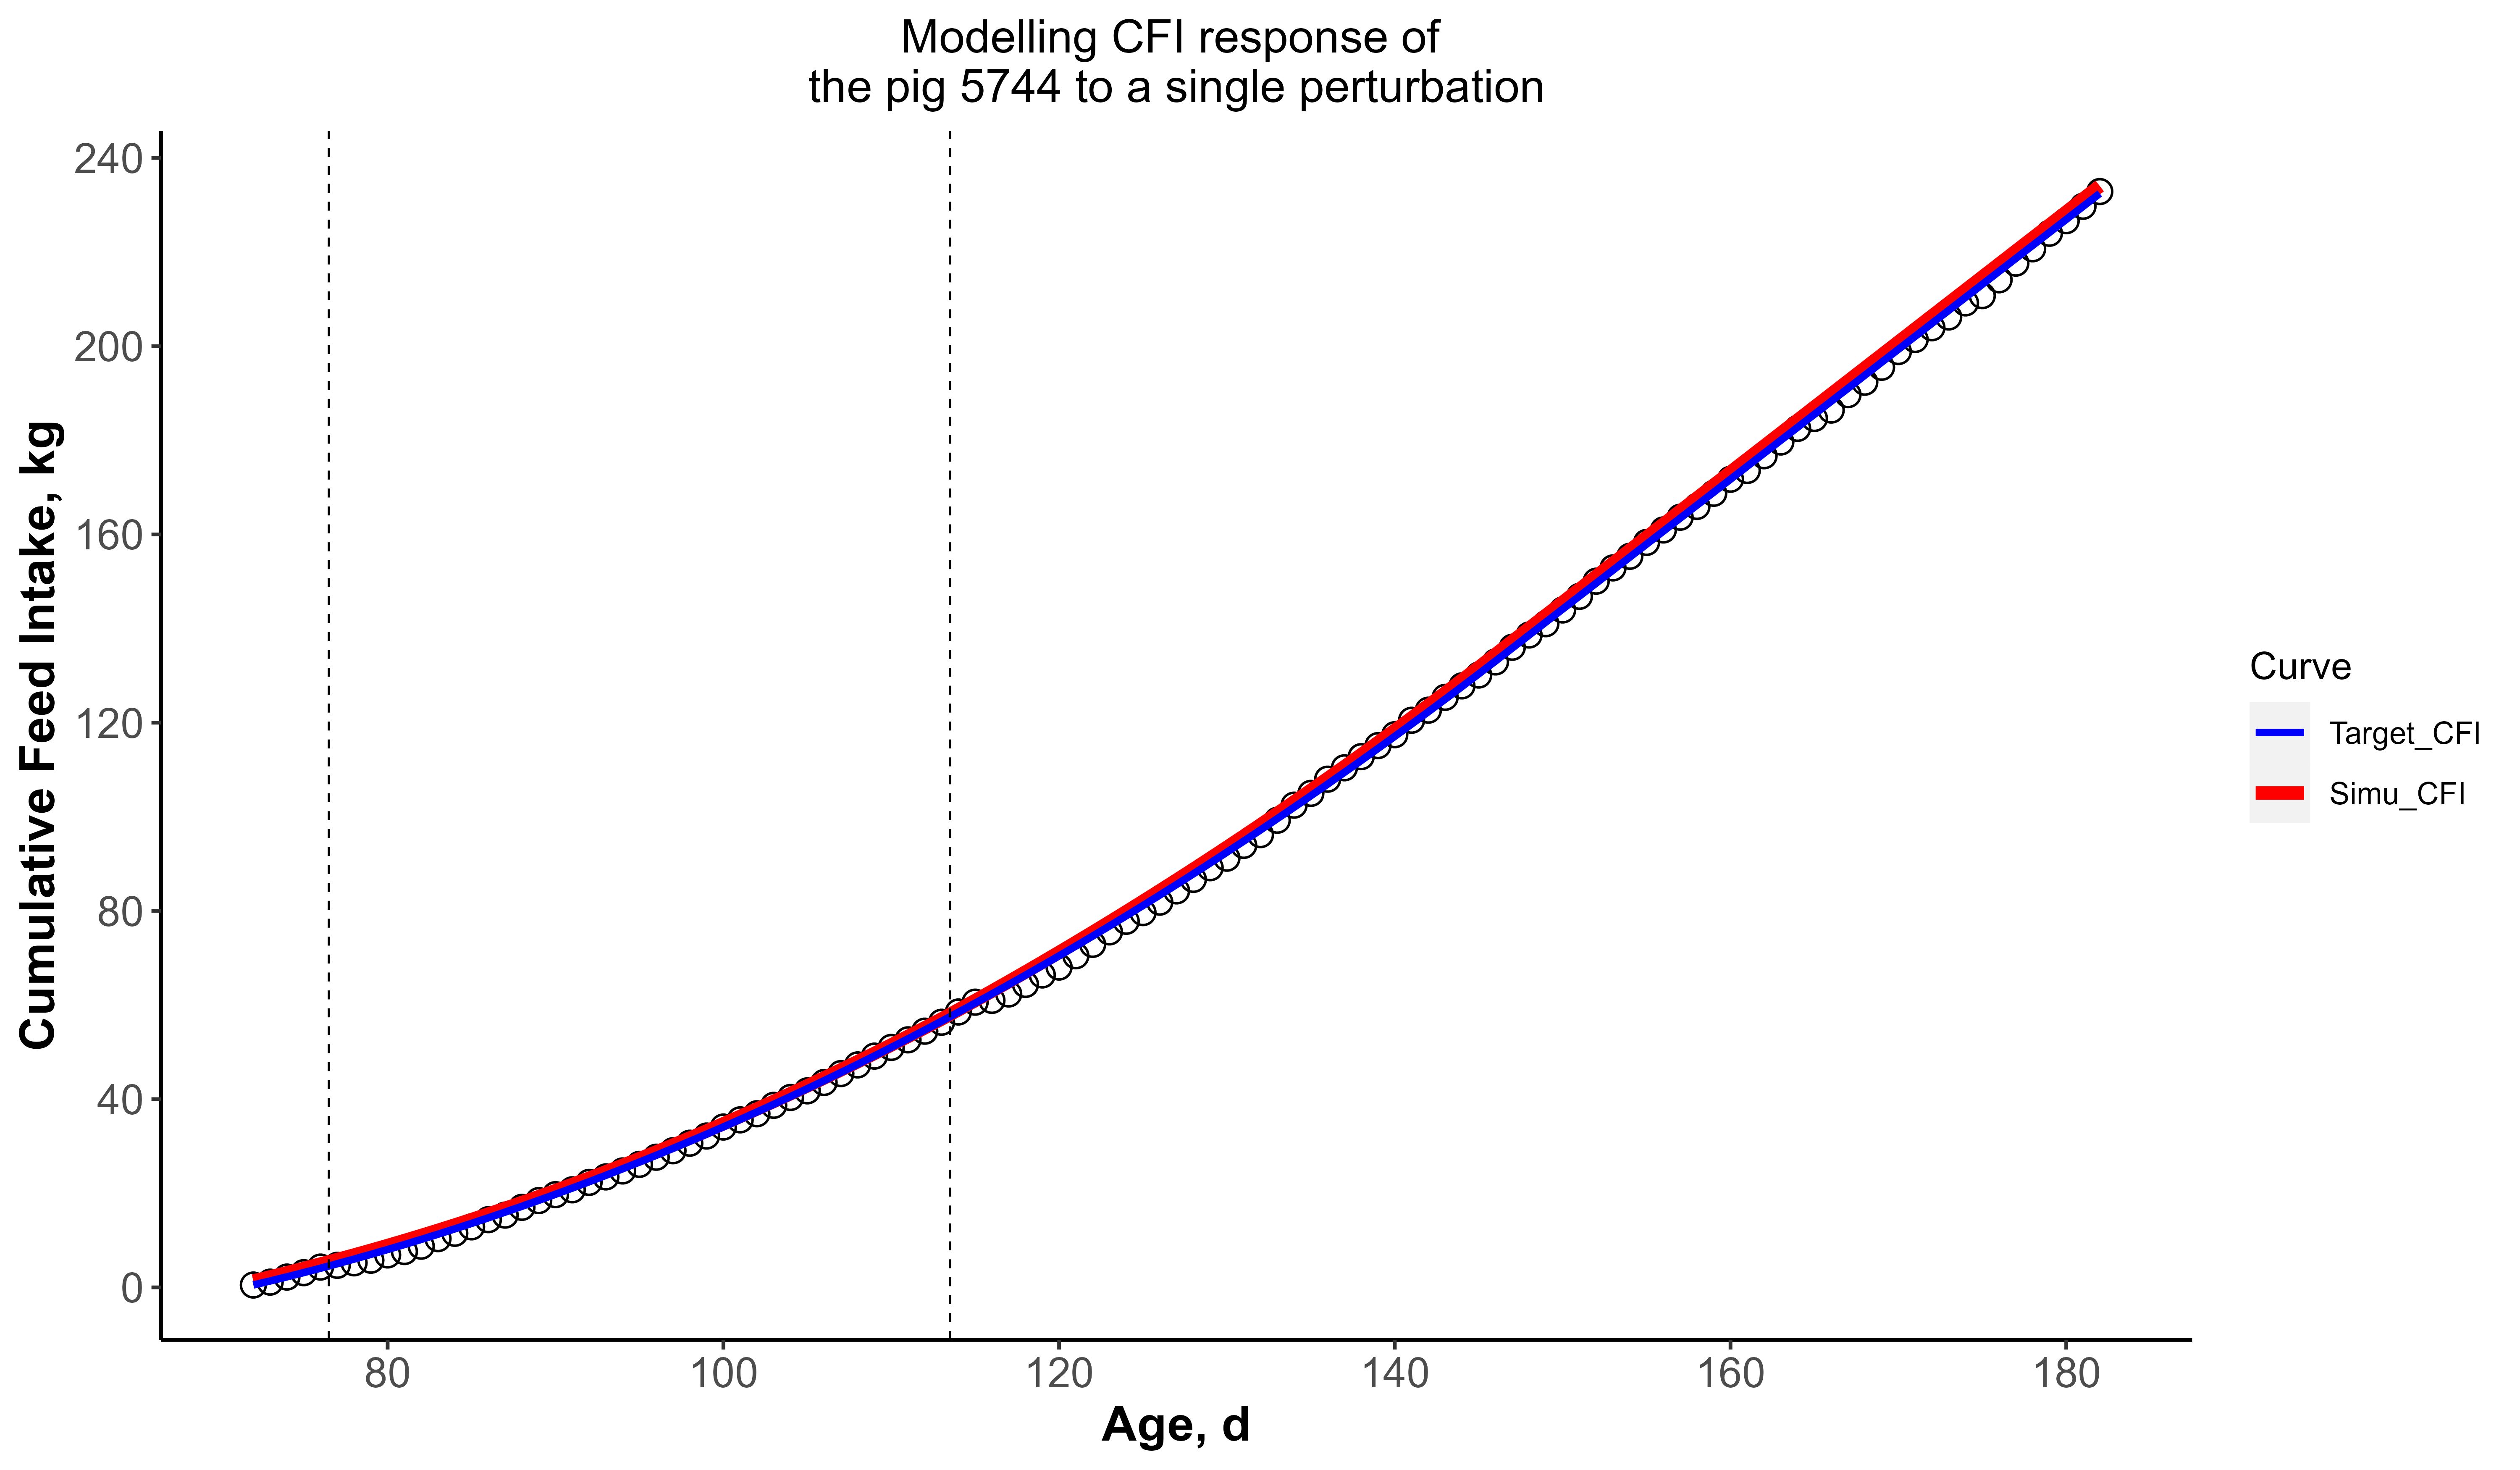 Modelling CFI response of
the pig 5744 to a single perturbation
Cumulative Feed Intake, kg
240
200
160
120
80
40
0
80 100 120 140 160 180
Age, d
Curve
Target_CFI
Simu_CFI